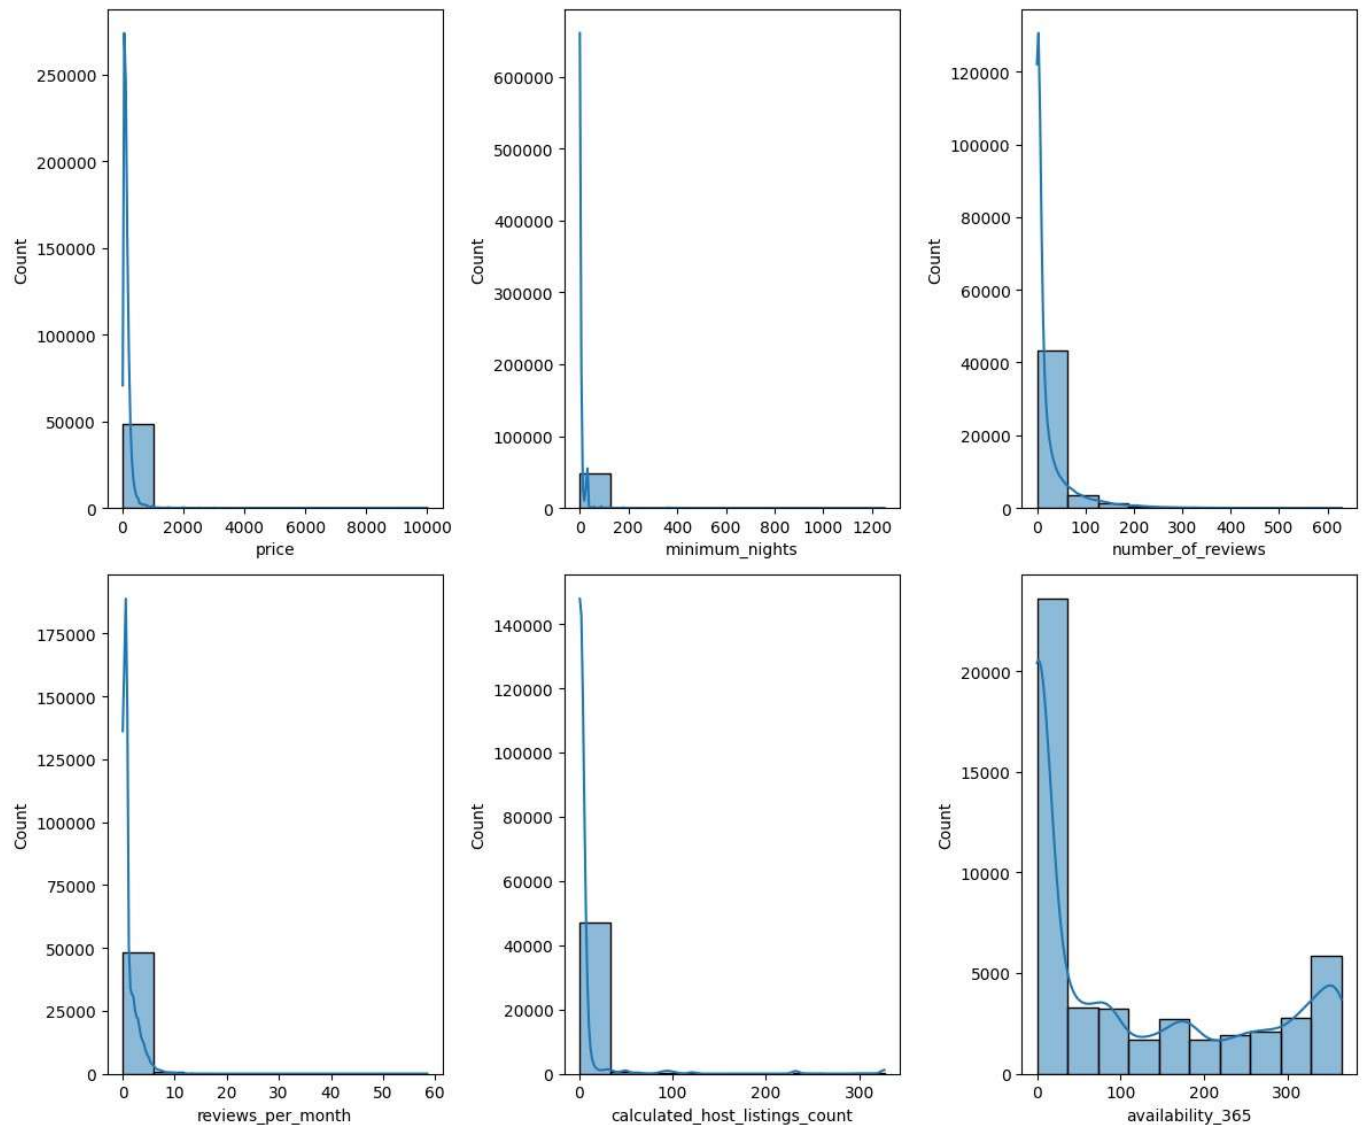 250000
200000
150000
100000
50000
0
Count
0 2000 4000 6000 8000 10000
price
600000
500000
400000
300000
200000
100000
0
Count
0 200 400 600 800 1000 1200
minimum_nights
120000
100000
80000
60000
40000
20000
0
Count
0 100 200 300 400 500 600
number_of_reviews
175000
150000
125000
100000
75000
50000
25000
0
Count
0 10 20 30 40 50 60
reviews_per_month
140000
120000
100000
80000
60000
40000
20000
0
Count
0 100 200 300
calculated_host_listings_count
20000
15000
10000
5000
0
Count
0 100 200 300
availability_365